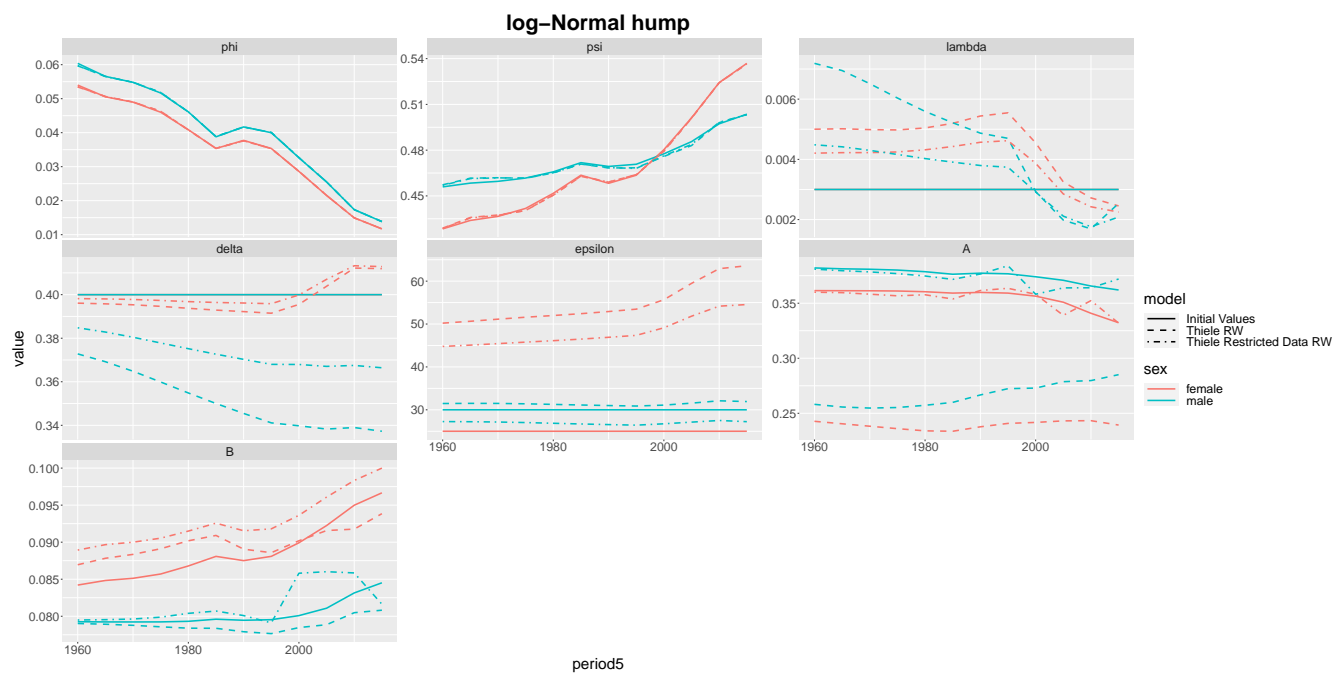 log−Normal hump
phi
psi
lambda
0.06
0.05
0.04
0.03
0.02
0.01
0.54
0.51
0.48
0.45
0.006
0.004
0.002
delta
epsilon
A
0.40
0.38
0.36
0.34
60
50
40
30
0.35
0.30
0.25
1960
1980
2000
1960
1980
2000
B
0.100
0.095
0.090
0.085
0.080
1960
1980
2000
value
period5
model
Initial Values
Thiele RW
Thiele Restricted Data RW
sex
female
male